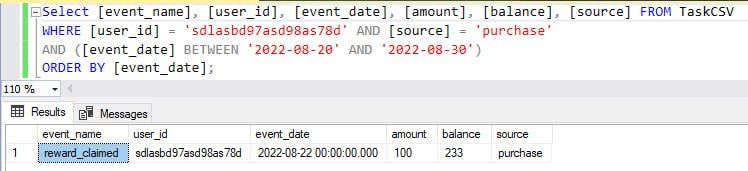 Select [event_name], [user_id], [event_date], [amount], [balance], [source] FROM TaskCSV
WHERE [user_id] = 'sdlasbd97asd98as78d' AND [source] = 'purchase'
AND ([event_date] BETWEEN '2022-08-20' AND '2022-08-30')
ORDER BY [event_date];
110 %
Results Messages
event_name user_id event_date amount balance source
1 reward_claimed sdlasbd97asd98as78d 2022-08-22 00:00:00.000 100 233 purchase